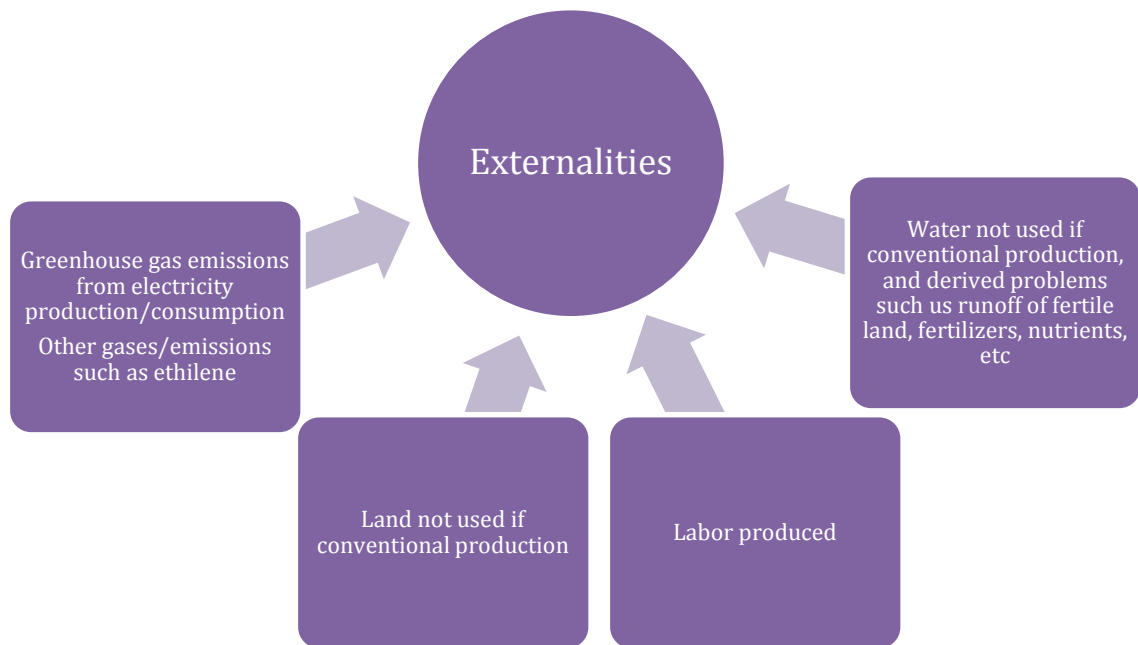 Externalities
Greenhouse gas emissions
from electricity
production/consumption
Other gases/emissions
such as ethilene
Land not used if
conventional production
Labor produced
Water not used if
conventional production,
and derived problems
such us runoff of fertile
land, fertilizers, nutrients,
etc